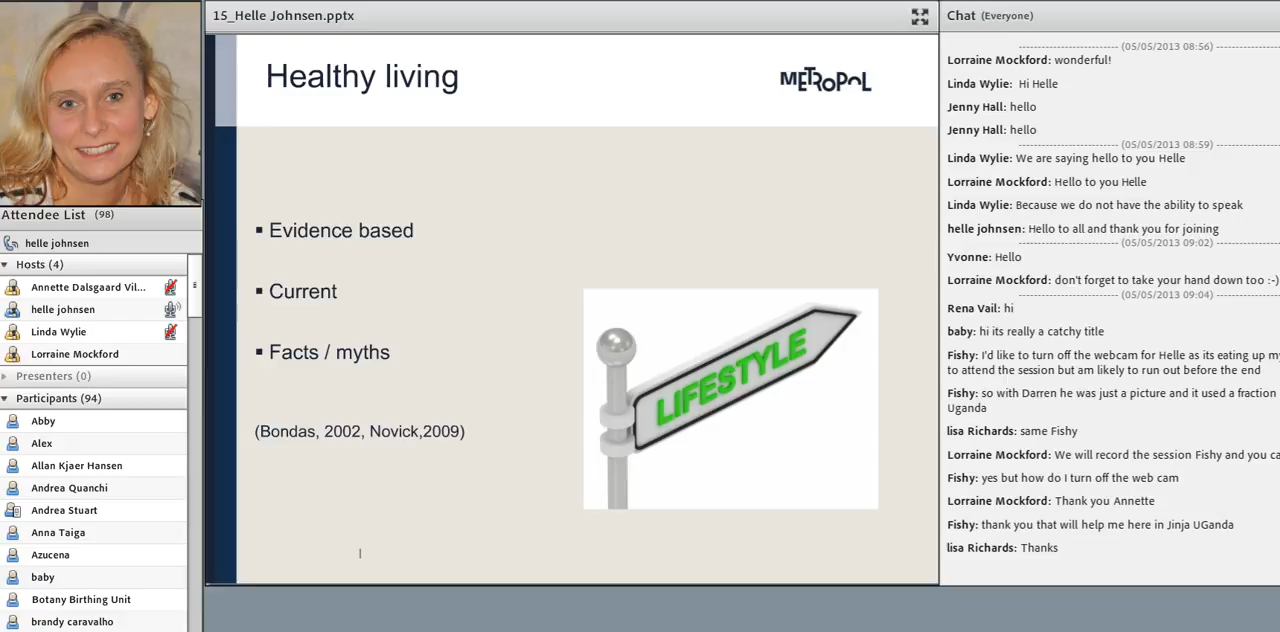 15_Helle Johnsen.pptx
Healthy living
METROPOL
▪ Evidence based
▪ Current
▪ Facts / myths
(Bondas, 2002, Novick,2009)
LIFESTYLE
Attendee List (98)
helle johnsen
Hosts (4)
Annette Dalsgaard Vil...
helle johnsen
Linda Wylie
Lorraine Mockford
Presenters (0)
Participants (94)
Abby
Alex
Allan Kjaer Hansen
Andrea Quanchi
Andrea Stuart
Anna Taiga
Azucena
baby
Botany Birthing Unit
brandy caravalho
Chat (Everyone)
(05/05/2013 08:56)
Lorraine Mockford: wonderful!
Linda Wylie: Hi Helle
Jenny Hall: hello
Jenny Hall: hello
(05/05/2013 08:59)
Linda Wylie: We are saying hello to you Helle
Lorraine Mockford: Hello to you Helle
Linda Wylie: Because we do not have the ability to speak
helle johnsen: Hello to all and thank you for joining
(05/05/2013 09:02)
Yvonne: Hello
Lorraine Mockford: don't forget to take your hand down too :-)
(05/05/2013 09:04)
Rena Vail: hi
baby: hi its really a catchy title
Fishy: I'd like to turn off the webcam for Helle as its eating up my
to attend the session but am likely to run out before the end
Fishy: so with Darren he was just a picture and it used a fraction
Uganda
lisa Richards: same Fishy
Lorraine Mockford: We will record the session Fishy and you ca
Fishy: yes but how do I turn off the web cam
Lorraine Mockford: Thank you Annette
Fishy: thank you that will help me here in Jinja UGanda
lisa Richards: Thanks